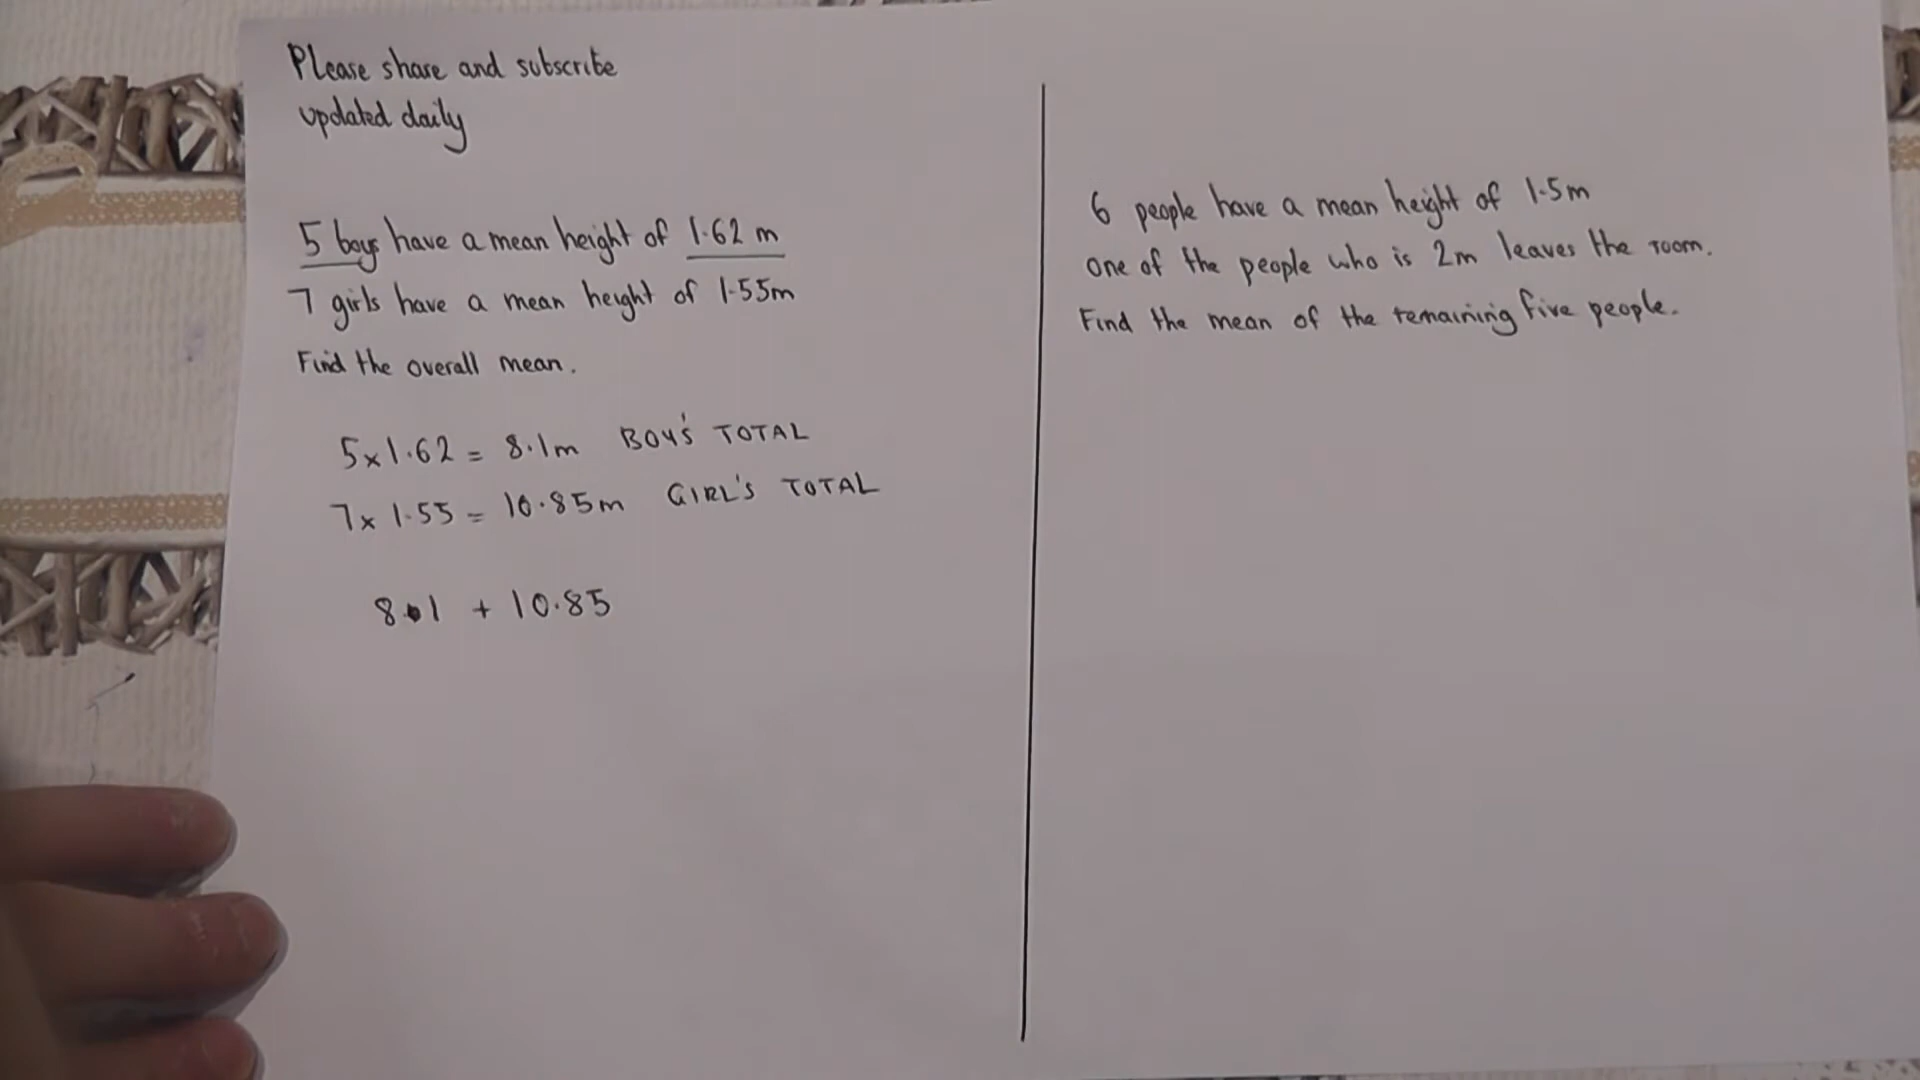 Please share and subscribe
updated daily
5 boys have a mean height of 1.62 m
7 girls have a mean height of 1.55m
Find the overall mean.
5x1.62 = 8.1m BOY'S TOTAL
7x 1.55 = 10.85m GIRL'S TOTAL
8.1 + 10.85
6 people have a mean height of 1.5m
one of the people who is 2m leaves the room.
Find the mean of the remaining five people.